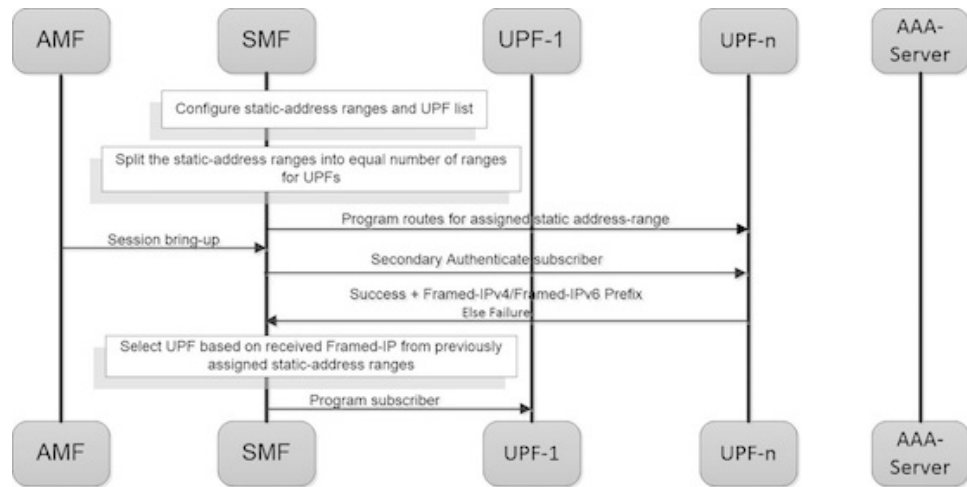 AMF
SMF
UPF-1
UPF-n
AAA-
Server
Configure static-address ranges and UPF list
Split the static-address ranges into equal number of ranges
for UPFs
Program routes for assigned static address-range
Session bring-up
Secondary Authenticate subscriber
Success + Framed-IPv4/Framed-IPv6 Prefix
Else Failure
Select UPF based on received Framed-IP from previously
assigned static-address ranges
Program subscriber
AMF
SMF
UPF-1
UPF-n
AAA-
Server